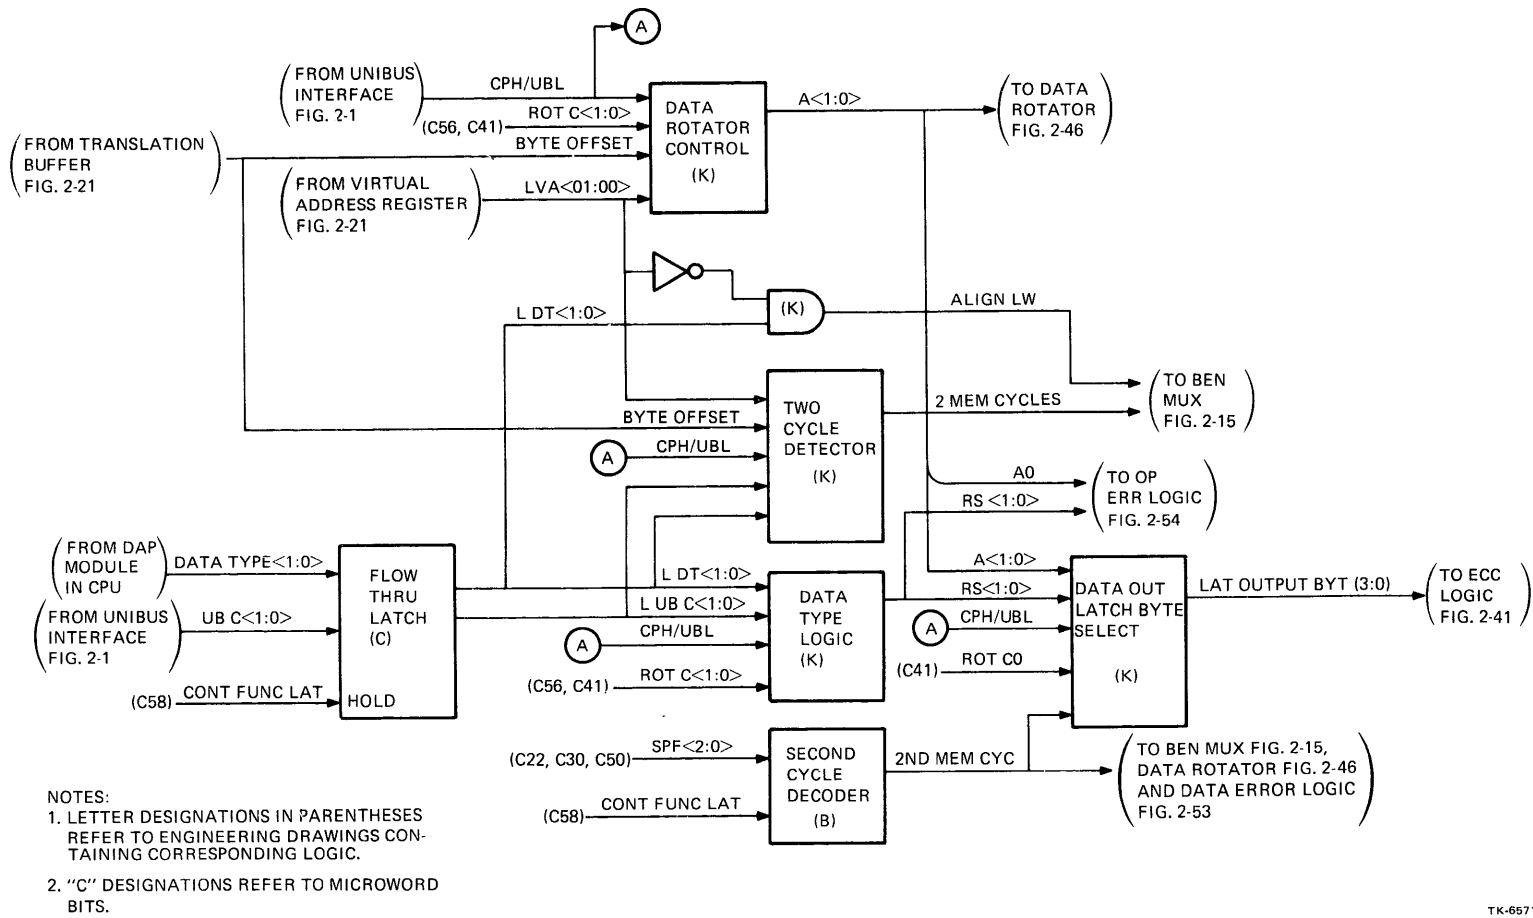 A
(FROM UNIBUS
INTERFACE
FIG. 2-1)
CPH/UBL
(C56, C41)
ROT C<1:0>
(FROM TRANSLATION
BUFFER
FIG. 2-21)
BYTE OFFSET
(FROM VIRTUAL
ADDRESS REGISTER
FIG. 2-21)
LVA<01:00>
DATA
ROTATOR
CONTROL
(K)
A<1:0>
(TO DATA
ROTATOR
FIG. 2-46)
L DT<1:0>
(K)
ALIGN LW
BYTE OFFSET
A
CPH/UBL
TWO
CYCLE
DETECTOR
(K)
2 MEM CYCLES
(TO BEN
MUX
FIG. 2-15)
A0
RS <1:0>
(TO OP
ERR LOGIC
FIG. 2-54)
(FROM DAP
MODULE
IN CPU)
DATA TYPE<1:0>
(FROM UNIBUS
INTERFACE
FIG. 2-1)
UB C<1:0>
(C58)
CONT FUNC LAT
FLOW
THRU
LATCH
(C)
HOLD
L DT<1:0>
L UB C<1:0>
A
CPH/UBL
(C56, C41)
ROT C<1:0>
DATA
TYPE
LOGIC
(K)
A<1:0>
RS<1:0>
A
CPH/UBL
(C41)
ROT C0
DATA OUT
LATCH BYTE
SELECT
(K)
LAT OUTPUT BYT (3:0)
(TO ECC
LOGIC
FIG. 2-41)
(C22, C30, C50)
SPF<2:0>
(C58)
CONT FUNC LAT
SECOND
CYCLE
DECODER
(B)
2ND MEM CYC
(TO BEN MUX FIG. 2-15,
DATA ROTATOR FIG. 2-46
AND DATA ERROR LOGIC
FIG. 2-53)
NOTES:
1. LETTER DESIGNATIONS IN PARENTHESES
REFER TO ENGINEERING DRAWINGS CON-
TAINING CORRESPONDING LOGIC.
2. "C" DESIGNATIONS REFER TO MICROWORD
BITS.